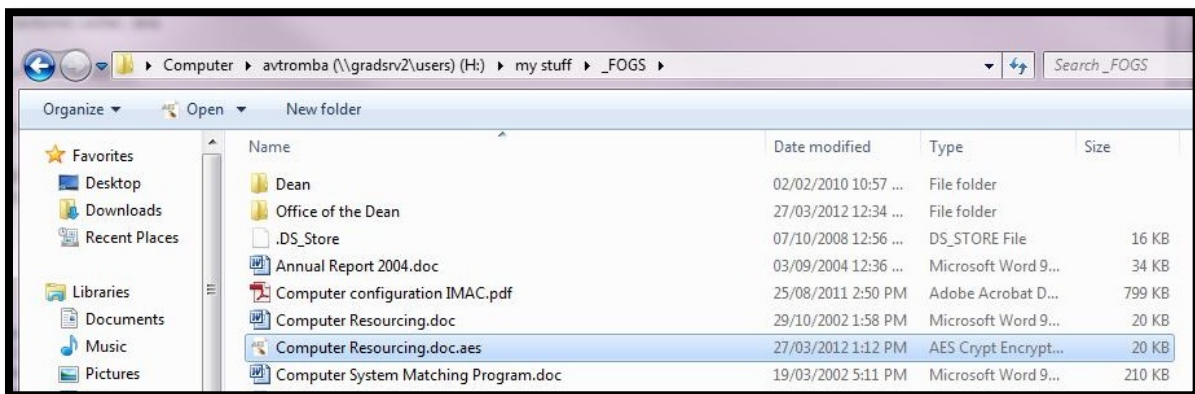 Computer ▸ avtromba (\\gradsrv2\users) (H:) ▸ my stuff ▸ _FOGS ▸ Search _FOGS
Organize Open New folder
Favorites Name Date modified Type Size
Desktop Dean 02/02/2010 10:57 ... File folder
Downloads Office of the Dean 27/03/2012 12:34 ... File folder
Recent Places .DS_Store 07/10/2008 12:56 ... DS_STORE File 16 KB
Annual Report 2004.doc 03/09/2004 12:36 ... Microsoft Word 9... 34 KB
Libraries Computer configuration IMAC.pdf 25/08/2011 2:50 PM Adobe Acrobat D... 799 KB
Documents Computer Resourcing.doc 29/10/2002 1:58 PM Microsoft Word 9... 20 KB
Music Computer Resourcing.doc.aes 27/03/2012 1:12 PM AES Crypt Encrypt... 20 KB
Pictures Computer System Matching Program.doc 19/03/2002 5:11 PM Microsoft Word 9... 210 KB